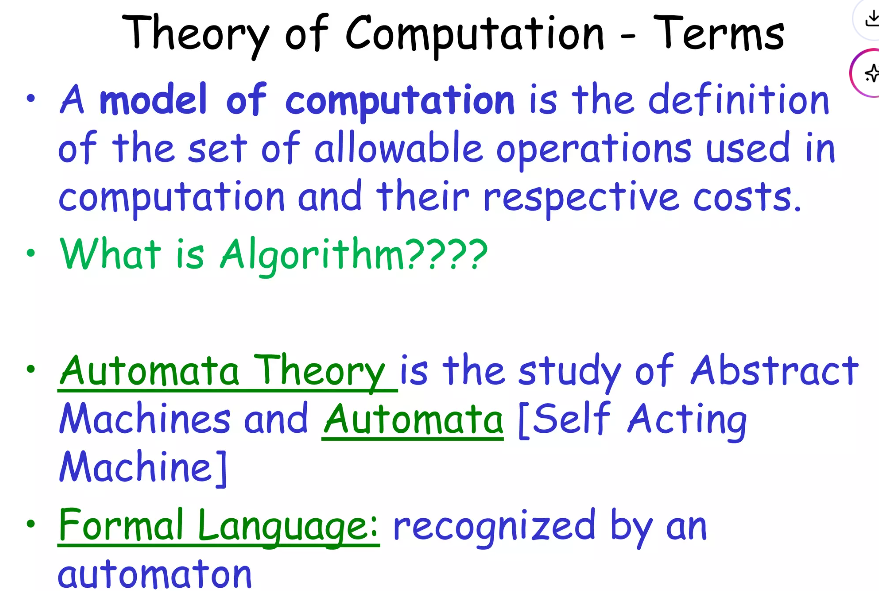 Theory of Computation - Terms
• A model of computation is the definition
of the set of allowable operations used in
computation and their respective costs.
• What is Algorithm????
• Automata Theory is the study of Abstract
Machines and Automata [Self Acting
Machine]
• Formal Language: recognized by an
automaton